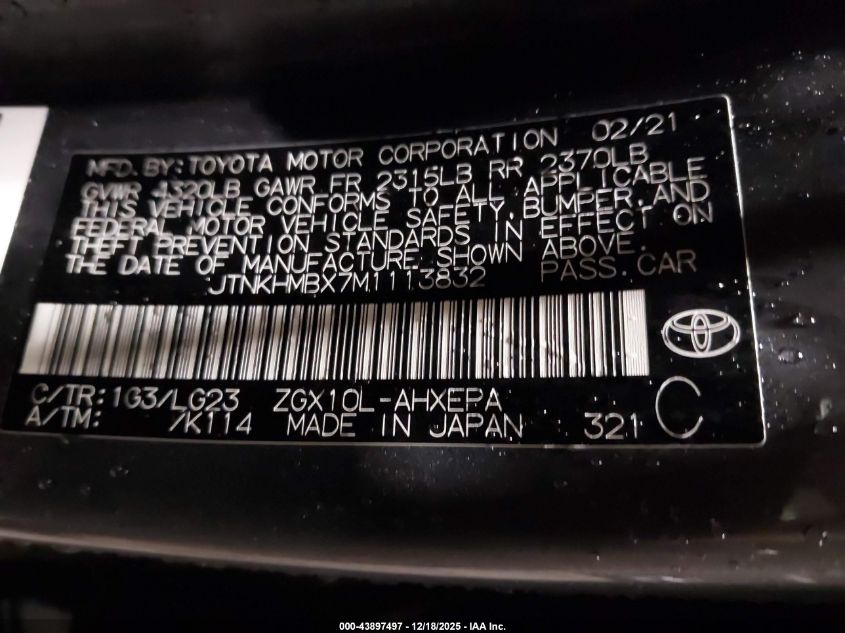 MFD. BY: TOYOTA MOTOR CORPORATION 02/21
GVWR 4320LB GAWR FR 2315LB RR 2370LB
THIS VEHICLE CONFORMS TO ALL APPLICABLE
FEDERAL MOTOR VEHICLE SAFETY, BUMPER, AND
THEFT PREVENTION STANDARDS IN EFFECT ON
THE DATE OF MANUFACTURE SHOWN ABOVE.
JTNKHMBX7M1113832 PASS. CAR
C/TR: 1G3/LG23 ZGX10L-AHXEPA
A/TM: /K114 MADE IN JAPAN 321 C
000-43897497 - 12/18/2025 - IAA Inc.